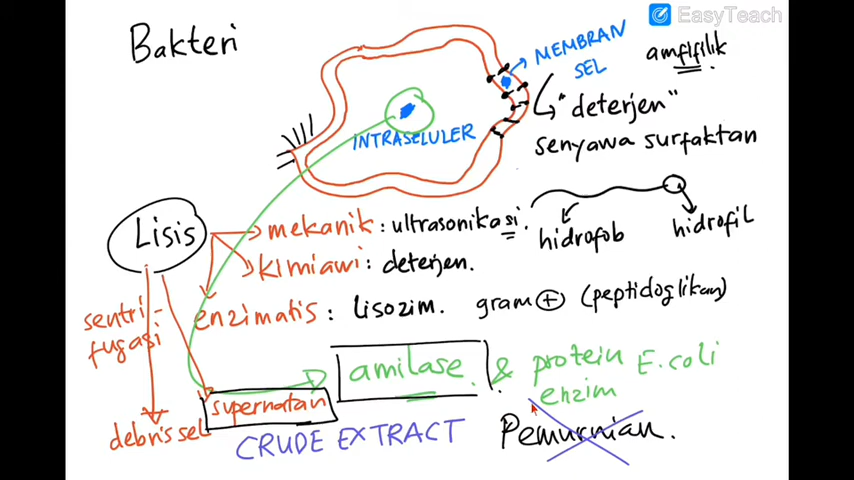 EasyTeach
Bakteri
MEMBRAN
SEL
amfifilik
"deterjen"
senyawa surfaktan
INTRASELULER
hidrofob
hidrofil
Lisis
mekanik : ultrasonikasi.
kimiawi : deterjen.
enzimatis : lisozim. gram + (peptidoglikan)
sentri-
fugasi
amilase. & protein E. coli
enzim
supernatan
debris sel
CRUDE EXTRACT
Pemurnian.